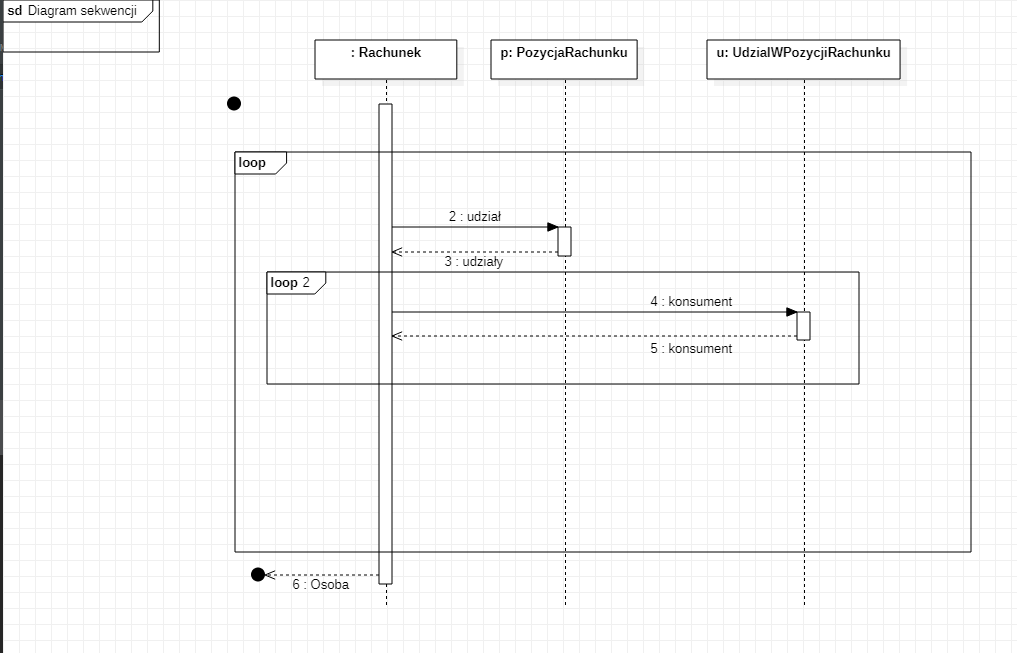 sd Diagram sekwencji
: Rachunek
p: PozycjaRachunku
u: UdzialWPozycjiRachunku
loop
2 : udział
3 : udziały
loop 2
4 : konsument
5 : konsument
6 : Osoba